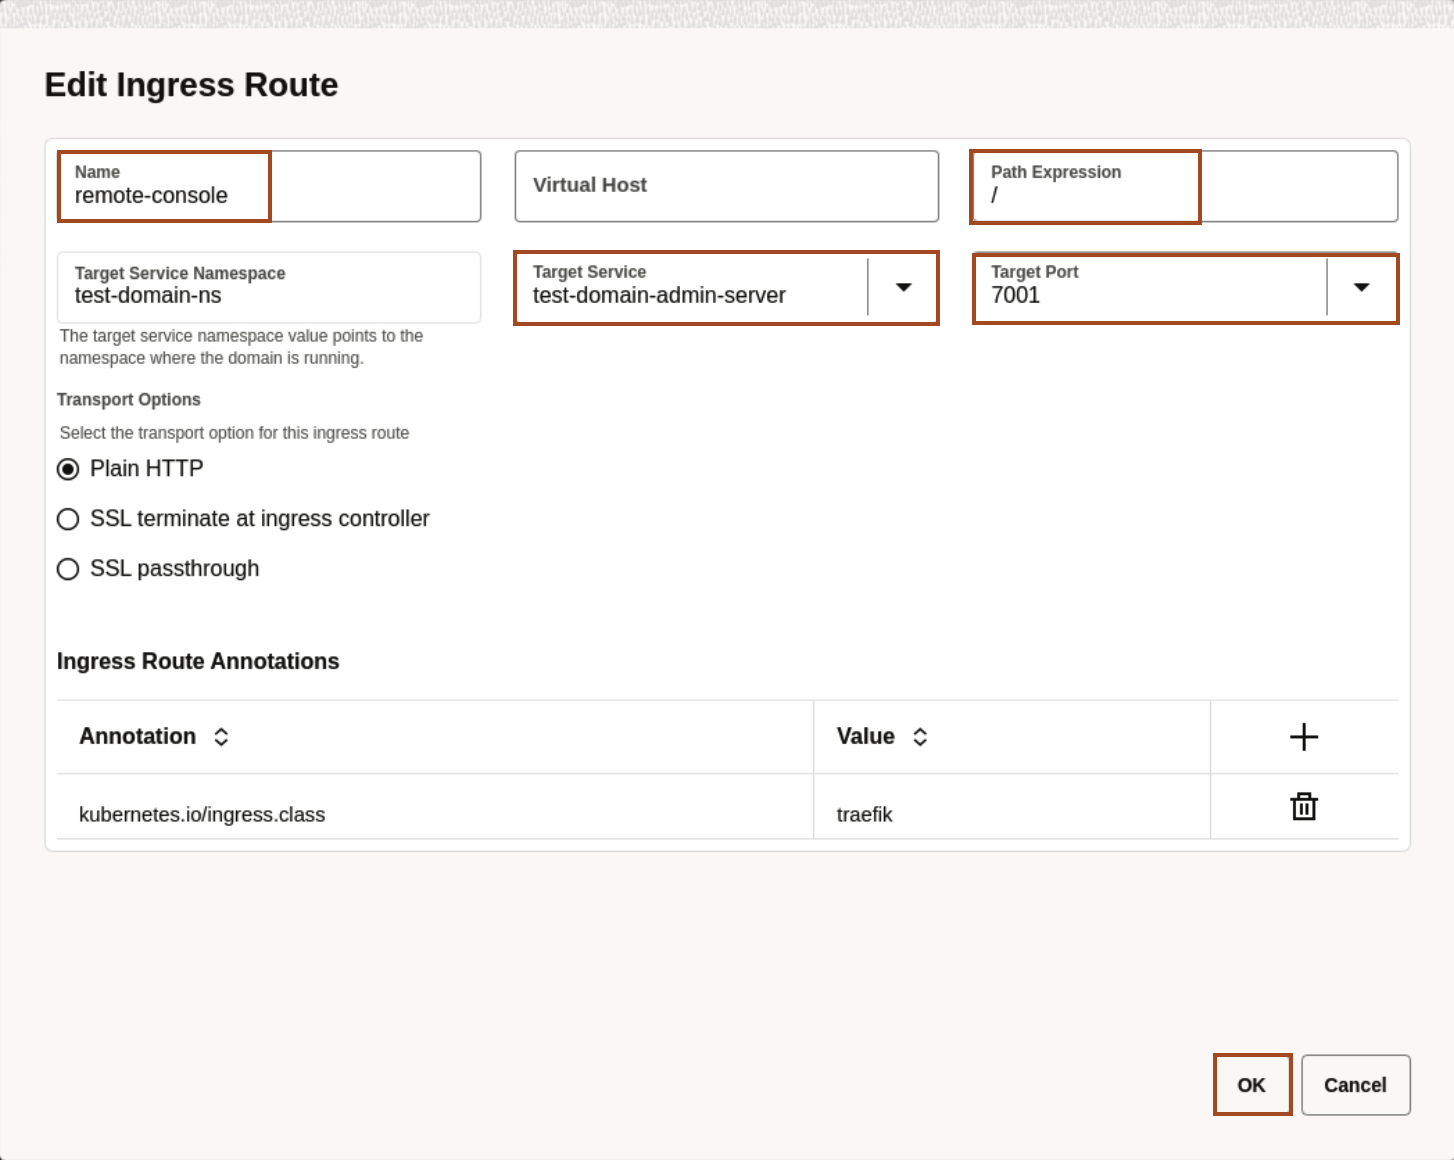 Edit Ingress Route
Name
remote-console
Virtual Host
Path Expression
/
Target Service Namespace
test-domain-ns
Target Service
test-domain-admin-server
Target Port
7001
The target service namespace value points to the
namespace where the domain is running.
Transport Options
Select the transport option for this ingress route
Plain HTTP
SSL terminate at ingress controller
SSL passthrough
Ingress Route Annotations
Annotation
Value
kubernetes.io/ingress.class
traefik
OK
Cancel